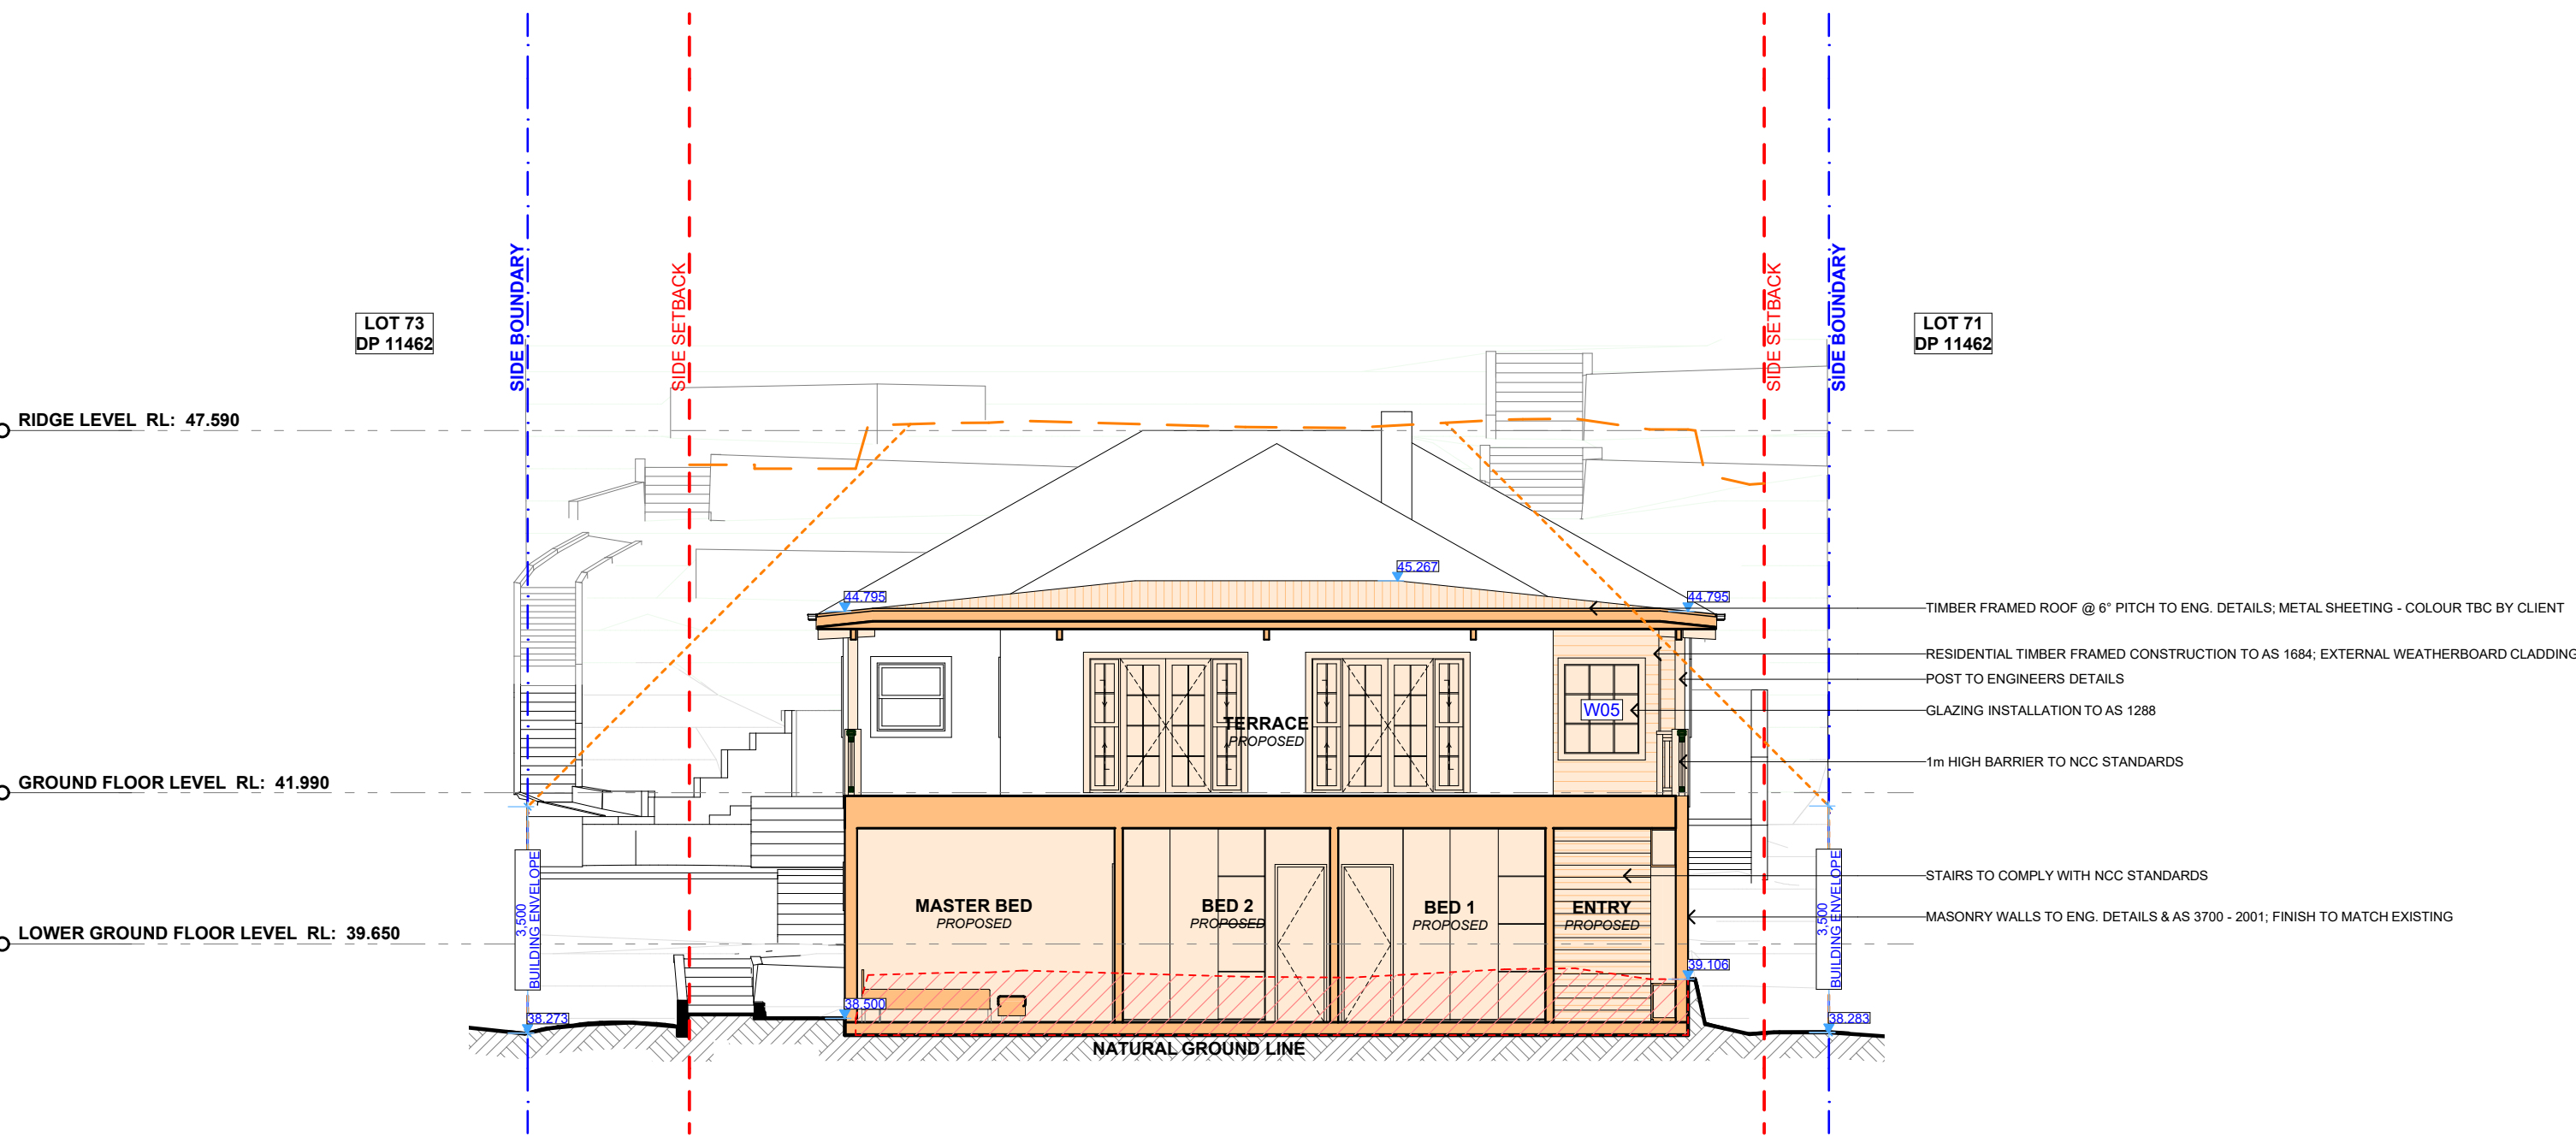 SIDE BOUNDARY
SIDE SETBACK
SIDE SETBACK
SIDE BOUNDARY
LOT 73
DP 11462
LOT 71
DP 11462
RIDGE LEVEL RL: 47.590
45.267
44.795
44.795
TIMBER FRAMED ROOF @ 6° PITCH TO ENG. DETAILS; METAL SHEETING - COLOUR TBC BY CLIENT
RESIDENTIAL TIMBER FRAMED CONSTRUCTION TO AS 1684; EXTERNAL WEATHERBOARD CLADDING
POST TO ENGINEERS DETAILS
W05
GLAZING INSTALLATION TO AS 1288
TERRACE
PROPOSED
1m HIGH BARRIER TO NCC STANDARDS
GROUND FLOOR LEVEL RL: 41.990
STAIRS TO COMPLY WITH NCC STANDARDS
3,500
BUILDING ENVELOPE
3,500
BUILDING ENVELOPE
MASTER BED
PROPOSED
BED 2
PROPOSED
BED 1
PROPOSED
ENTRY
PROPOSED
MASONRY WALLS TO ENG. DETAILS & AS 3700 - 2001; FINISH TO MATCH EXISTING
LOWER GROUND FLOOR LEVEL RL: 39.650
39.106
38.500
38.273
38.283
NATURAL GROUND LINE